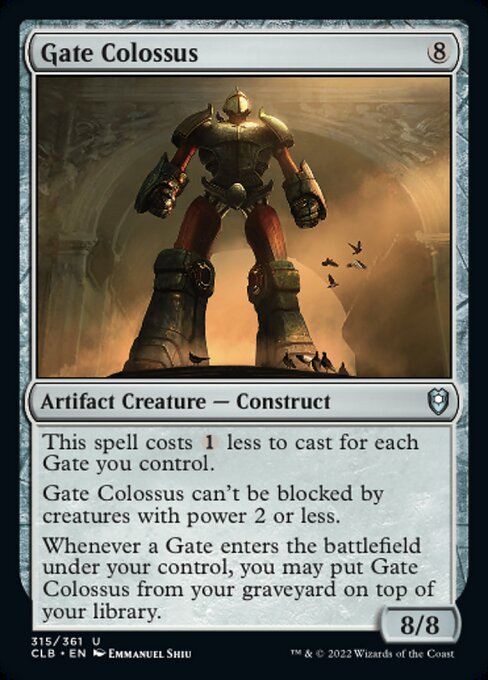 Gate Colossus 8
Artifact Creature — Construct
This spell costs 1 less to cast for each
Gate you control.
Gate Colossus can't be blocked by
creatures with power 2 or less.
Whenever a Gate enters the battlefield
under your control, you may put Gate
Colossus from your graveyard on top of
your library.
8/8
315/361 U
CLB • EN Emmanuel Shiu
™ & © 2022 Wizards of the Coast